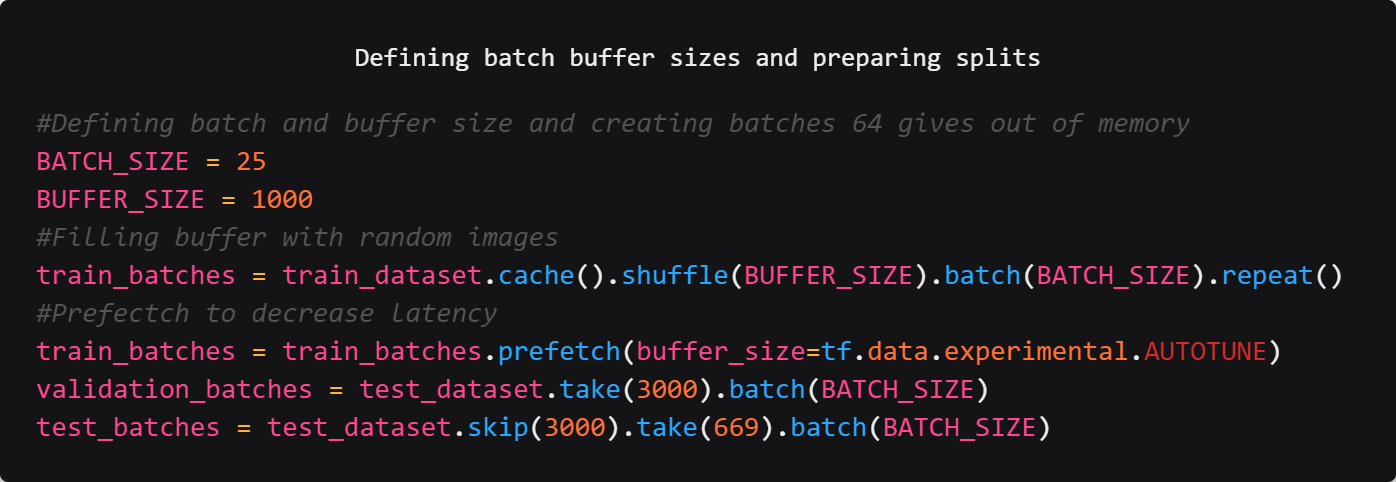 Defining batch buffer sizes and preparing splits
#Defining batch and buffer size and creating batches 64 gives out of memory
BATCH_SIZE = 25
BUFFER_SIZE = 1000
#Filling buffer with random images
train_batches = train_dataset.cache().shuffle(BUFFER_SIZE).batch(BATCH_SIZE).repeat()
#Prefectch to decrease latency
train_batches = train_batches.prefetch(buffer_size=tf.data.experimental.AUTOTUNE)
validation_batches = test_dataset.take(3000).batch(BATCH_SIZE)
test_batches = test_dataset.skip(3000).take(669).batch(BATCH_SIZE)